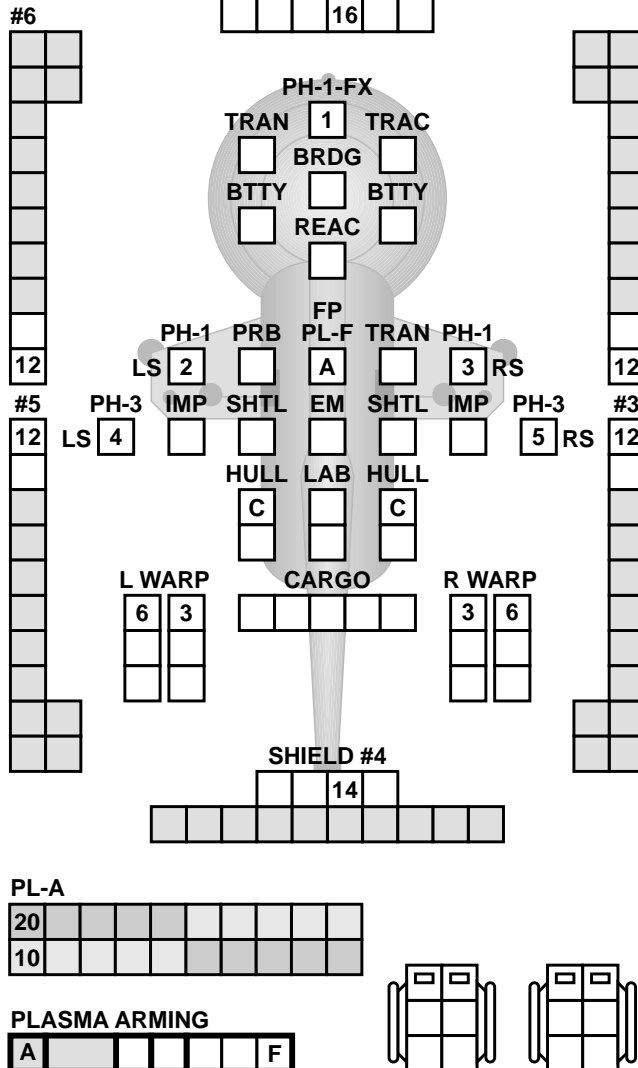 #6
16
PH-1-FX
TRAN 1 TRAC
BRDG
BTTY BTTY
REAC
FP
PH-1 PRB PL-F TRAN PH-1
12 LS 2 A 3 RS 12
#5 PH-3 IMP SHTL EM SHTL IMP PH-3 #3
12 LS 4 5 RS 12
HULL LAB HULL
C C
L WARP CARGO R WARP
6 3 3 6
SHIELD #4
14
PL-A
20
10
PLASMA ARMING
A F